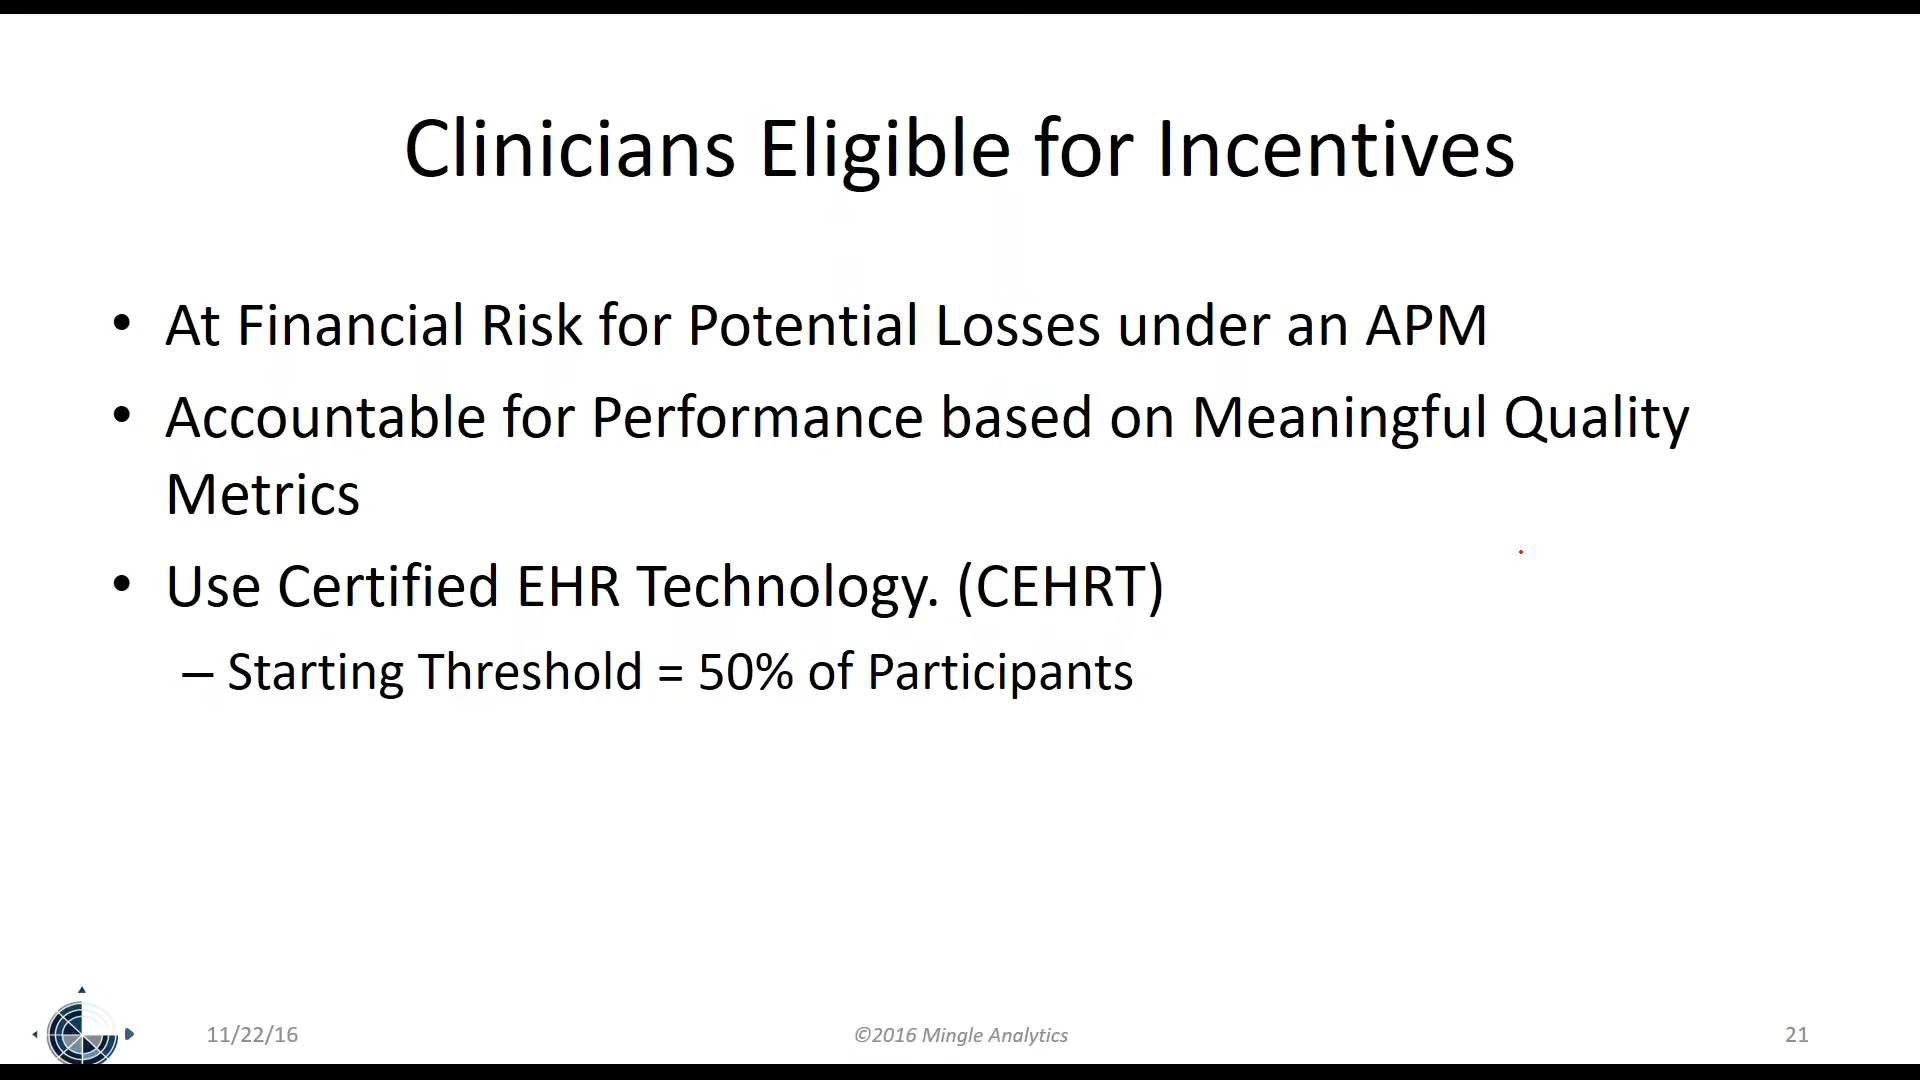 Clinicians Eligible for Incentives
• At Financial Risk for Potential Losses under an APM
• Accountable for Performance based on Meaningful Quality
Metrics
• Use Certified EHR Technology. (CEHRT)
– Starting Threshold = 50% of Participants
11/22/16
©2016 Mingle Analytics
21